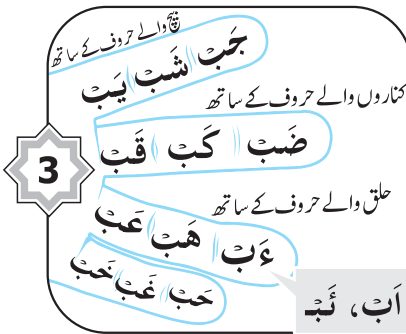 بیچ والے حروف کے ساتھ
جَبْ شَبْ یَبْ
کناروں والے حروف کے ساتھ
ضَبْ کَبْ قَبْ
3
حلق والے حروف کے ساتھ
ءَبْ هَبْ عَبْ
حَبْ غَبْ خَبْ
اَبْ، ئَبْـ